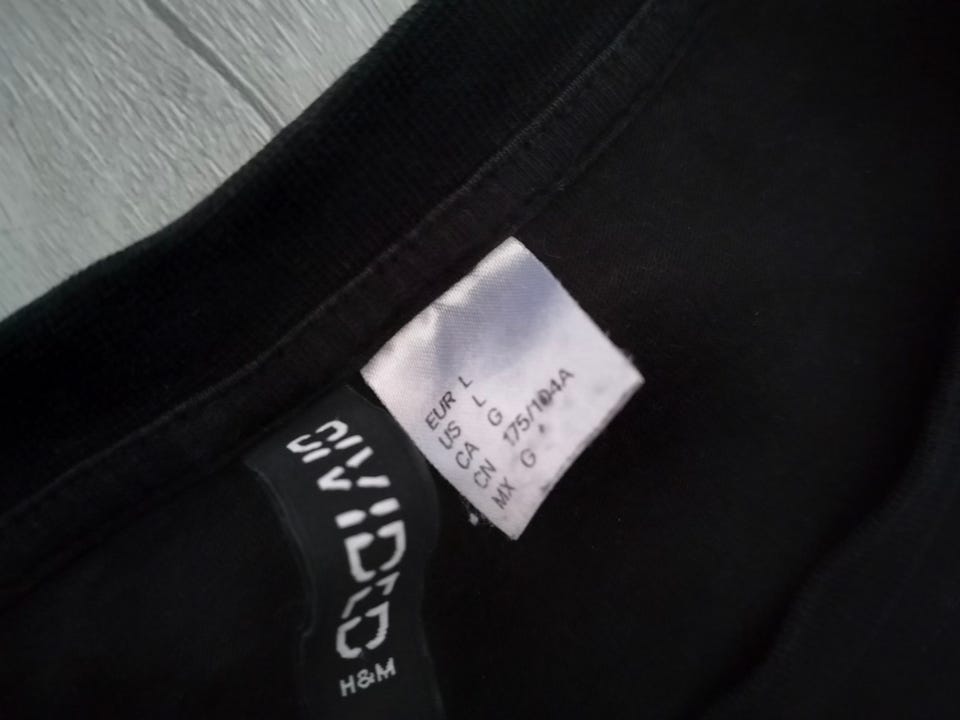 EUR L
US L
CA G
CN 175/104A
MX G
DIVIDED
H&M